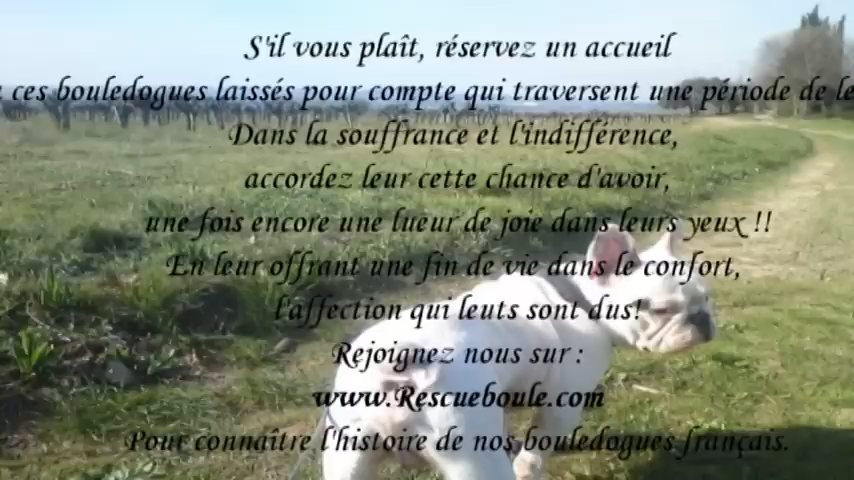 S'il vous plaît, réservez un accueil
ces bouledogues laissés pour compte qui traversent une période de
Dans la souffrance et l'indifférence,
accordez leur cette chance d'avoir,
une fois encore une lueur de joie dans leurs yeux !!
En leur offrant une fin de vie dans le confort,
l'affection qui leuts sont dus!
Rejoignez nous sur :
www.Rescueboule.com
Pour connaître l'histoire de nos bouledogues français.